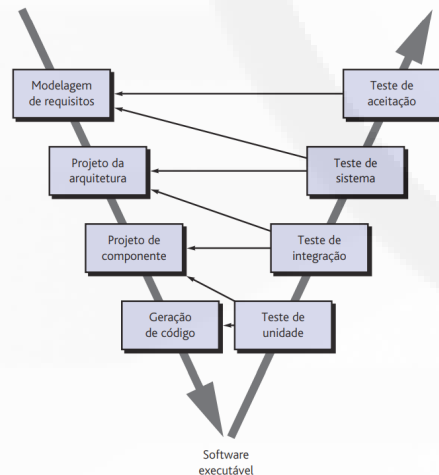 Modelagem
de requisitos
Teste de
aceitação
Projeto da
arquitetura
Teste de
sistema
Projeto de
componente
Teste de
integração
Geração
de código
Teste de
unidade
Software
executável